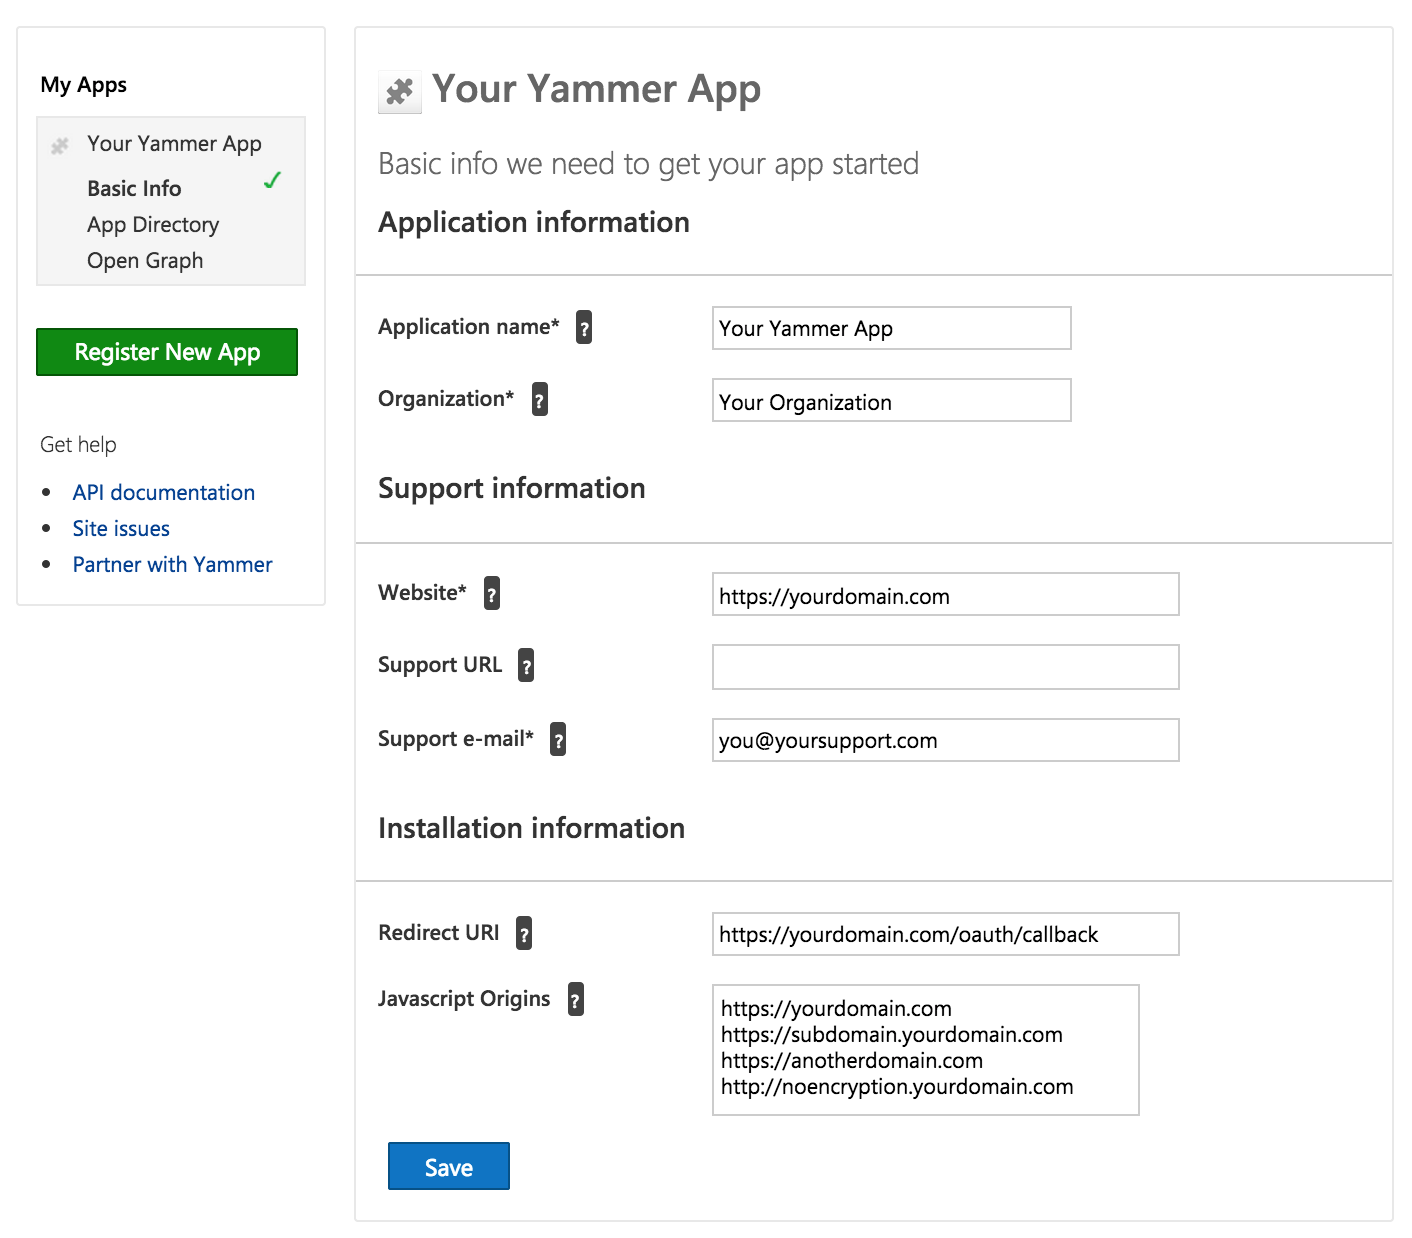 My Apps
Your Yammer App
Basic Info
App Directory
Open Graph
Register New App
Get help
API documentation
Site issues
Partner with Yammer
Your Yammer App
Basic info we need to get your app started
Application information
Application name* ? Your Yammer App
Organization* ? Your Organization
Support information
Website* ? https://yourdomain.com
Support URL ?
Support e-mail* ? you@yoursupport.com
Installation information
Redirect URI ? https://yourdomain.com/oauth/callback
Javascript Origins ? https://yourdomain.com
https://subdomain.yourdomain.com
https://anotherdomain.com
http://noencryption.yourdomain.com
Save